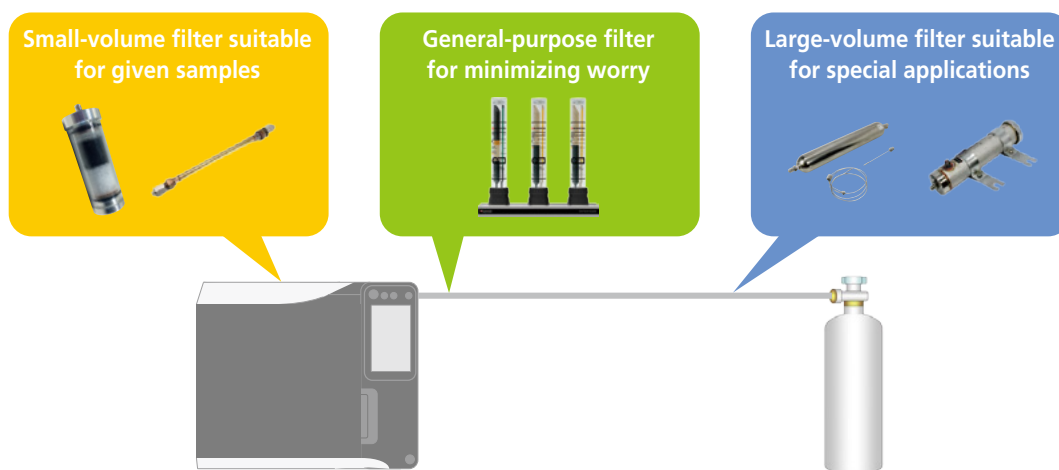 Small-volume filter suitable
for given samples
General-purpose filter
for minimizing worry
Large-volume filter suitable
for special applications